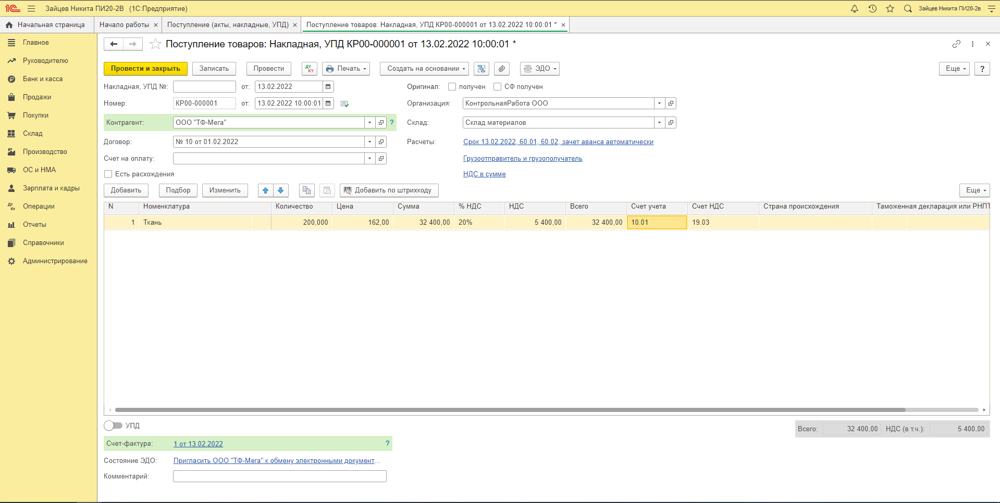 1С Зайцев Никита ПИ20-2В (1С:Предприятие) Зайцев Никита ПИ20-2в
Начальная страница Начало работы × Поступление (акты, накладные, УПД) × Поступление товаров: Накладная, УПД КР00-000001 от 13.02.2022 10:00:01 * ×
Главное
Руководителю
Банк и касса
Продажи
Покупки
Склад
Производство
ОС и НМА
Зарплата и кадры
Операции
Отчеты
Справочники
Администрирование
Поступление товаров: Накладная, УПД КР00-000001 от 13.02.2022 10:00:01 *
Провести и закрыть Записать Провести Дт Кт Печать Создать на основании ЭДО Еще ?
Накладная, УПД №: от: 13.02.2022 Оригинал: получен СФ получен
Номер: КР00-000001 от: 13.02.2022 10:00:01 Организация: КонтрольнаяРабота ООО
Контрагент: ООО "ТФ-Мега" ? Склад: Склад материалов
Договор: № 10 от 01.02.2022 Расчеты: Срок 13.02.2022, 60.01, 60.02, зачет аванса автоматически
Счет на оплату: Грузоотправитель и грузополучатель
Есть расхождения НДС в сумме
Добавить Подбор Изменить Добавить по штрихкоду Еще
N Номенклатура Количество Цена Сумма % НДС НДС Всего Счет учета Счет НДС Страна происхождения Таможенная декларация или РНПТ
1 Ткань 200,000 162,00 32 400,00 20% 5 400,00 32 400,00 10.01 19.03
УПД Всего: 32 400,00 НДС (в т.ч.): 5 400,00
Счет-фактура: 1 от 13.02.2022 ?
Состояние ЭДО: Пригласить ООО "ТФ-Мега" к обмену электронными документ...
Комментарий: